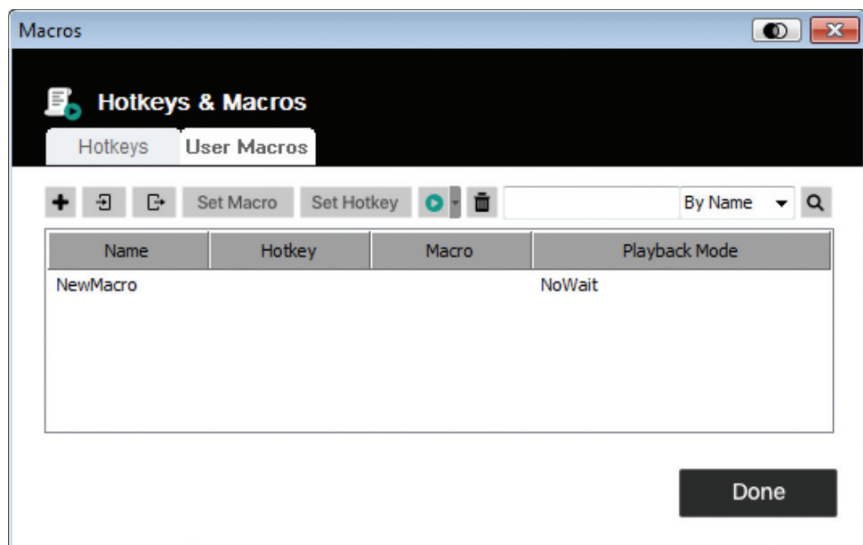 Macros
Hotkeys & Macros
Hotkeys User Macros
Set Macro Set Hotkey By Name
Name Hotkey Macro Playback Mode
NewMacro NoWait
Done